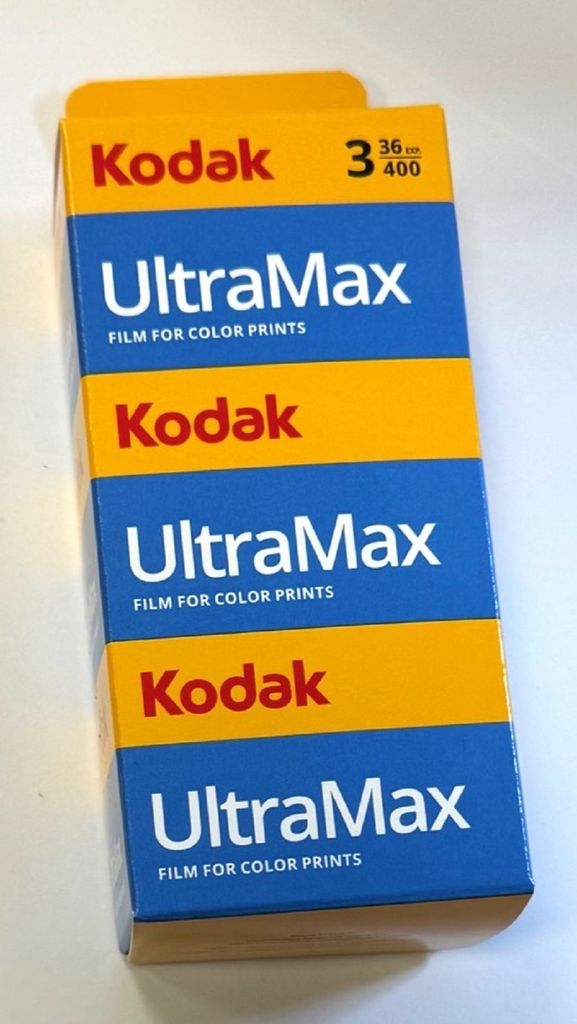 Kodak 3 36 EXP. 400
UltraMax
FILM FOR COLOR PRINTS
Kodak
UltraMax
FILM FOR COLOR PRINTS
Kodak
UltraMax
FILM FOR COLOR PRINTS